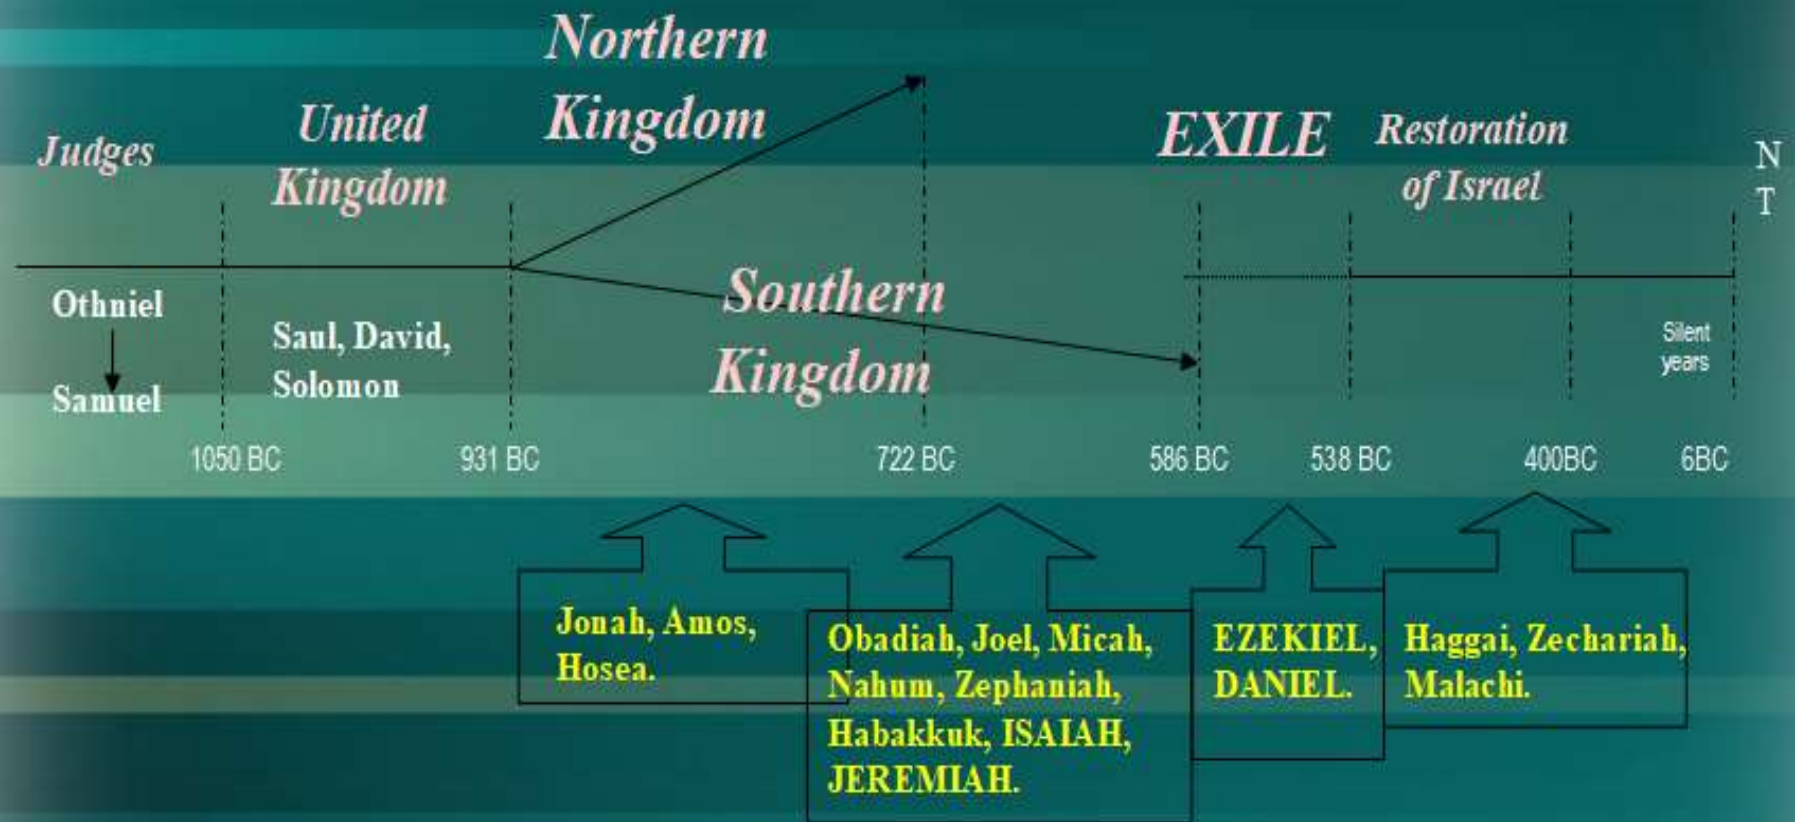 Northern
Kingdom
United
Kingdom
Judges
EXILE
Restoration
of Israel
N
T
Othniel
Samuel
Saul, David,
Solomon
Southern
Kingdom
Silent
years
1050 BC
931 BC
722 BC
586 BC
538 BC
400BC
6BC
Jonah, Amos,
Hosea.
Obadiah, Joel, Micah,
Nahum, Zephaniah,
Habakkuk, ISAIAH,
JEREMIAH.
EZEKIEL,
DANIEL.
Haggai, Zechariah,
Malachi.